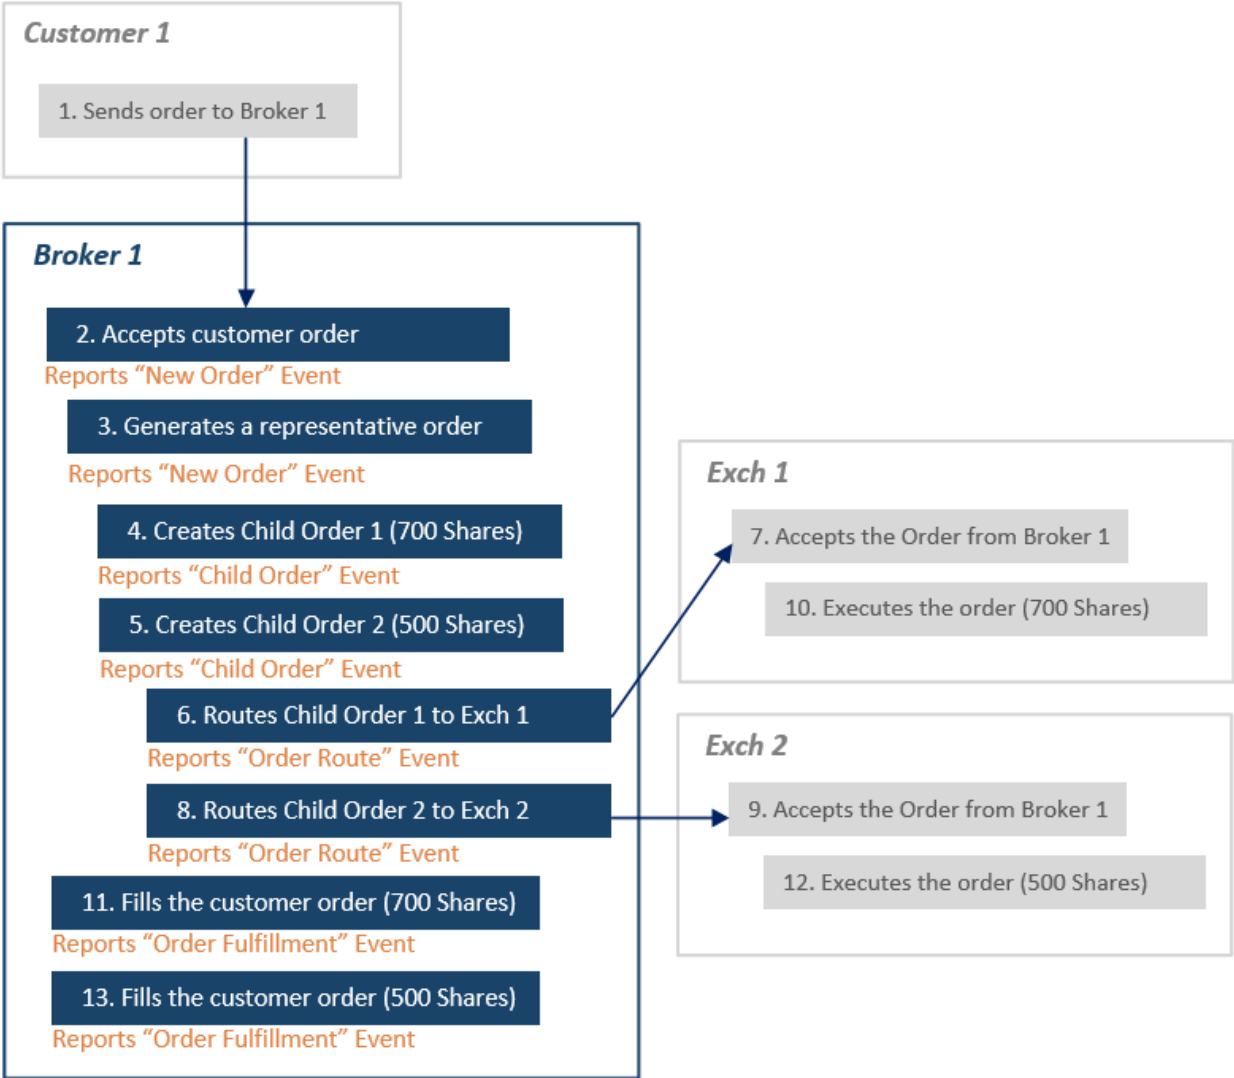 Customer 1
1. Sends order to Broker 1
Broker 1
2. Accepts customer order
Reports “New Order” Event
3. Generates a representative order
Reports “New Order” Event
4. Creates Child Order 1 (700 Shares)
Reports “Child Order” Event
5. Creates Child Order 2 (500 Shares)
Reports “Child Order” Event
6. Routes Child Order 1 to Exch 1
Reports “Order Route” Event
8. Routes Child Order 2 to Exch 2
Reports “Order Route” Event
11. Fills the customer order (700 Shares)
Reports “Order Fulfillment” Event
13. Fills the customer order (500 Shares)
Reports “Order Fulfillment” Event
Exch 1
7. Accepts the Order from Broker 1
10. Executes the order (700 Shares)
Exch 2
9. Accepts the Order from Broker 1
12. Executes the order (500 Shares)